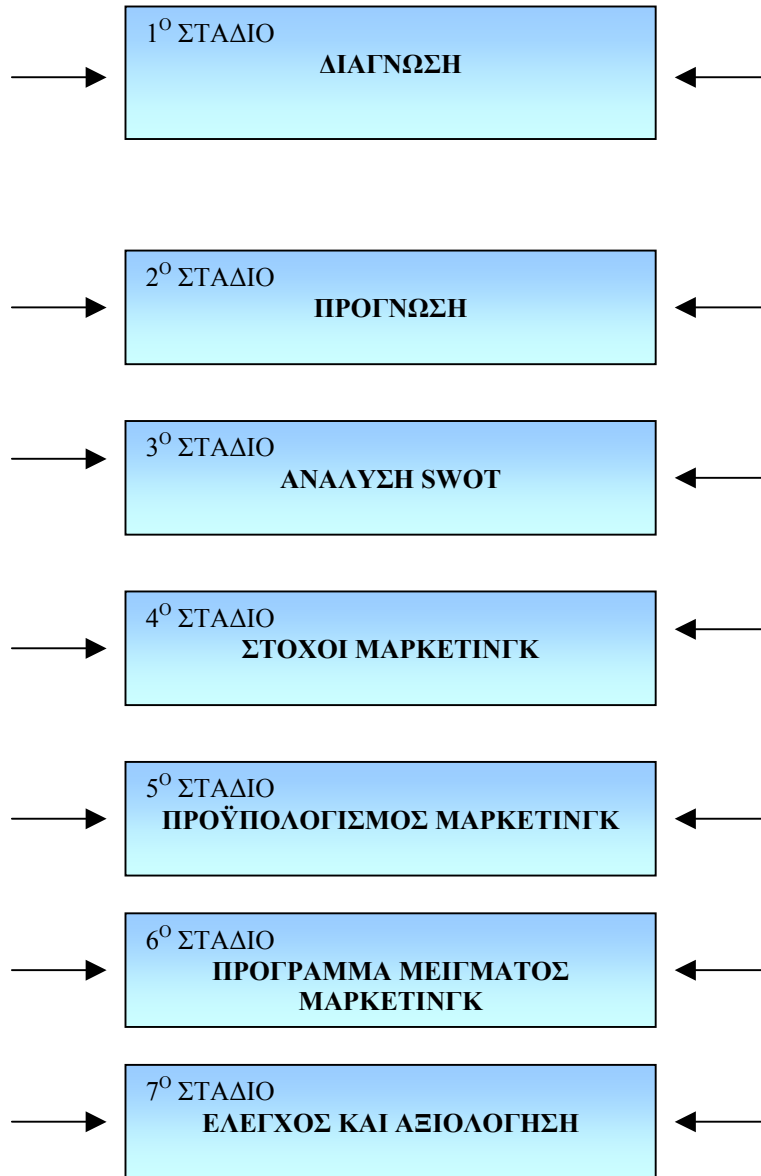 1Ο ΣΤΑΔΙΟ
ΔΙΑΓΝΩΣΗ
2Ο ΣΤΑΔΙΟ
ΠΡΟΓΝΩΣΗ
3Ο ΣΤΑΔΙΟ
ΑΝΑΛΥΣΗ SWOT
4Ο ΣΤΑΔΙΟ
ΣΤΟΧΟΙ ΜΑΡΚΕΤΙΝΓΚ
5Ο ΣΤΑΔΙΟ
ΠΡΟΫΠΟΛΟΓΙΣΜΟΣ ΜΑΡΚΕΤΙΝΓΚ
6Ο ΣΤΑΔΙΟ
ΠΡΟΓΡΑΜΜΑ ΜΕΙΓΜΑΤΟΣ
ΜΑΡΚΕΤΙΝΓΚ
7Ο ΣΤΑΔΙΟ
ΕΛΕΓΧΟΣ ΚΑΙ ΑΞΙΟΛΟΓΗΣΗ